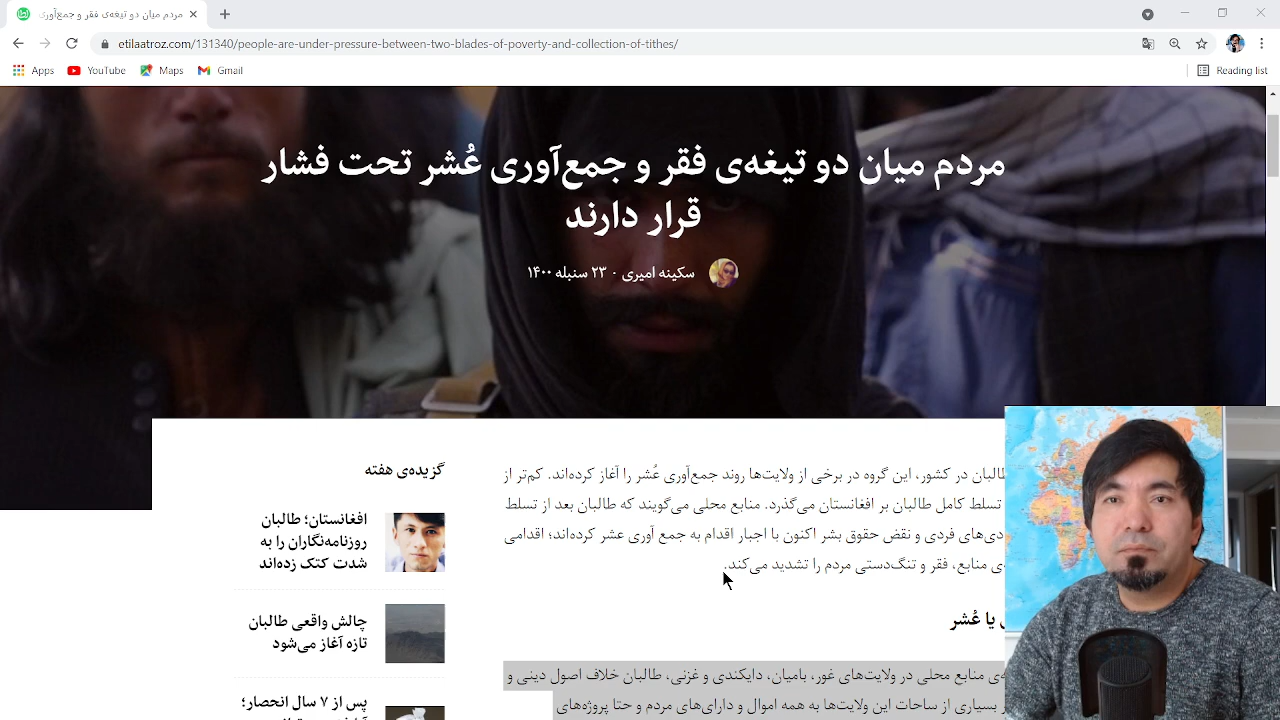 مردم میان دو تیغه‌ی فقر و جمع‌آوری
etilaatroz.com/131340/people-are-under-pressure-between-two-blades-of-poverty-and-collection-of-tithes/
Apps YouTube Maps Gmail Reading list
مردم میان دو تیغه‌ی فقر و جمع‌آوری عُشر تحت فشار
قرار دارند
سکینه امیری · ۲۳ سنبله ۱۴۰۰
طالبان در کشور، این گروه در برخی از ولایت‌ها روند جمع‌آوری عُشر را آغاز کرده‌اند. کم‌تر از
تسلط کامل طالبان بر افغانستان می‌گذرد. منابع محلی می‌گویند که طالبان بعد از تسلط
فردی و نقض حقوق بشر اکنون با اجبار اقدام به جمع آوری عشر کرده‌اند؛ اقدامی
منابع، فقر و تنگ‌دستی مردم را تشدید می‌کند.
یا عُشر
منابع محلی در ولایت‌های غور، بامیان، دایکندی و غزنی، طالبان خلاف اصول دینی و
بسیاری از ساحات این ولایت‌ها به همه اموال و دارای‌های مردم و حتا پروژه‌های
گزیده‌ی هفته
افغانستان؛ طالبان
روزنامه‌نگاران را به
شدت کتک زده‌اند
چالش واقعی طالبان
تازه آغاز می‌شود
پس از ۷ سال انحصار؛